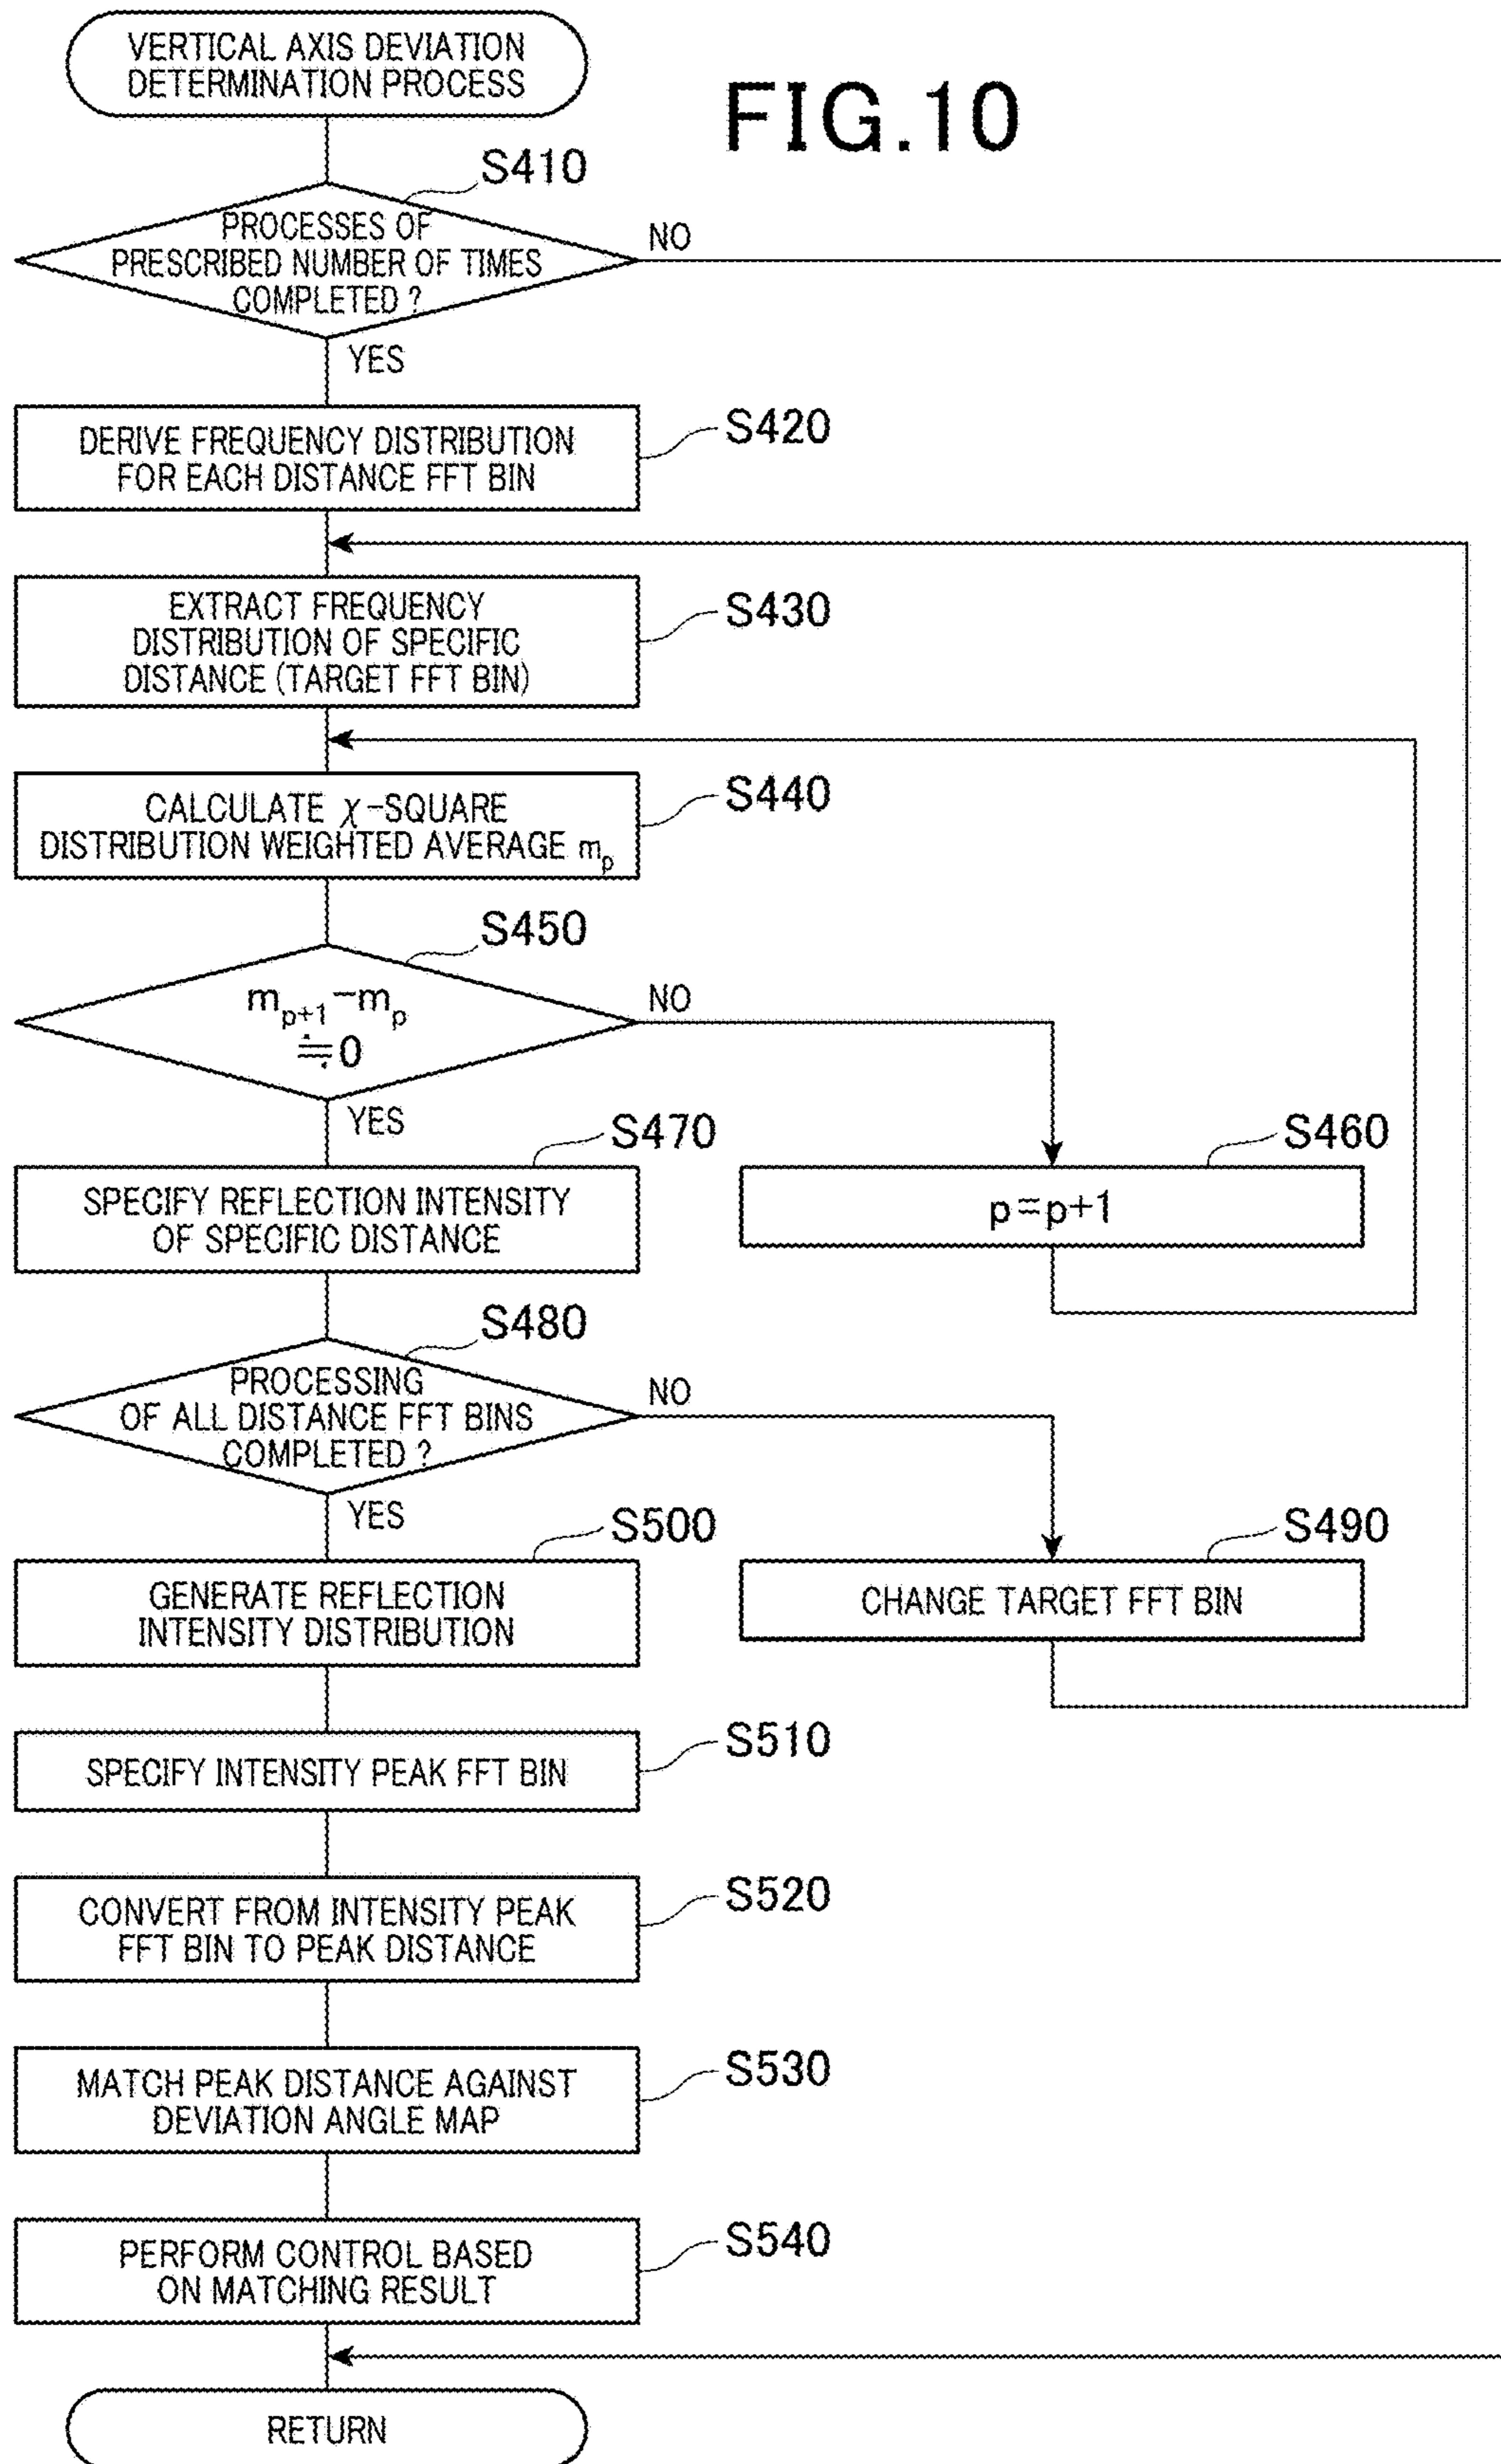 VERTICAL AXIS DEVIATION
DETERMINATION PROCESS
FIG.10
S410
PROCESSES OF
PRESCRIBED NUMBER OF TIMES
COMPLETED ?
NO
YES
DERIVE FREQUENCY DISTRIBUTION
FOR EACH DISTANCE FFT BIN
S420
EXTRACT FREQUENCY
DISTRIBUTION OF SPECIFIC
DISTANCE (TARGET FFT BIN)
S430
CALCULATE χ-SQUARE
DISTRIBUTION WEIGHTED AVERAGE mp
S440
S450
mp+1−mp
≒0
NO
YES
S470
SPECIFY REFLECTION INTENSITY
OF SPECIFIC DISTANCE
S460
p=p+1
S480
PROCESSING
OF ALL DISTANCE FFT BINS
COMPLETED ?
NO
YES
S500
GENERATE REFLECTION
INTENSITY DISTRIBUTION
S490
CHANGE TARGET FFT BIN
SPECIFY INTENSITY PEAK FFT BIN
S510
CONVERT FROM INTENSITY PEAK
FFT BIN TO PEAK DISTANCE
S520
MATCH PEAK DISTANCE AGAINST
DEVIATION ANGLE MAP
S530
PERFORM CONTROL BASED
ON MATCHING RESULT
S540
RETURN